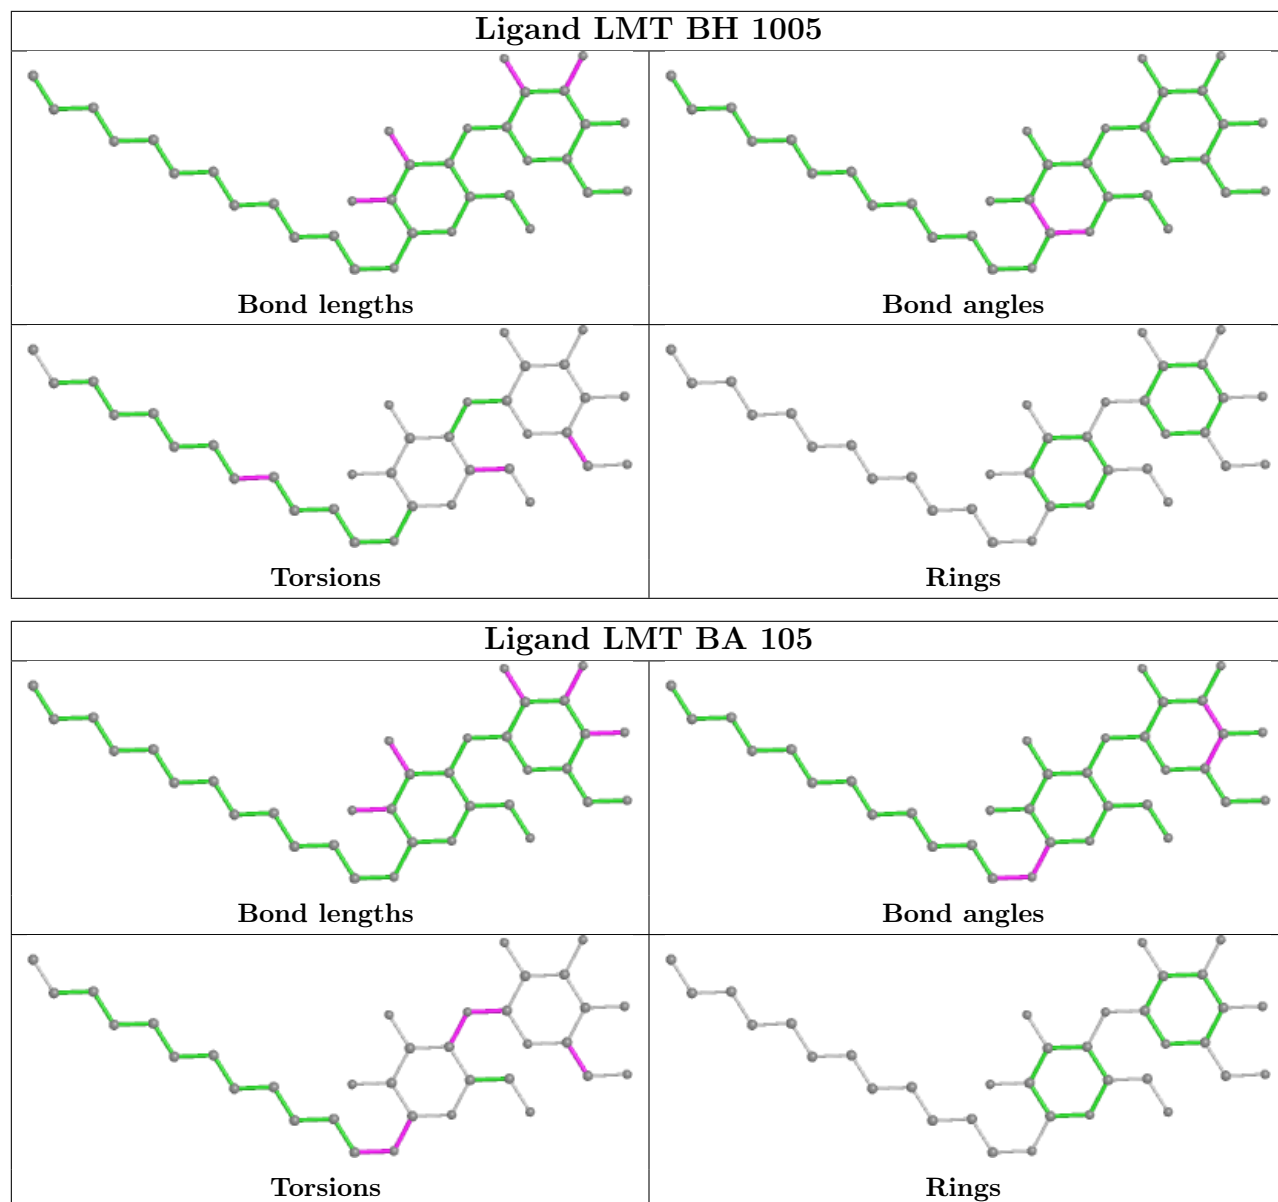 Ligand LMT BH 1005
Bond lengths
Bond angles
Torsions
Rings
Ligand LMT BA 105
Bond lengths
Bond angles
Torsions
Rings